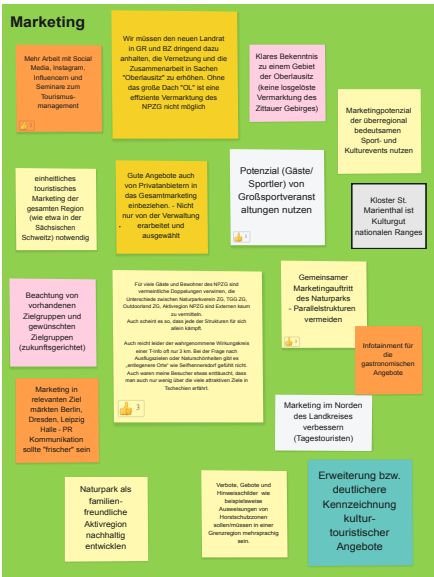 Marketing
Mehr Arbeit mit Social
Media, Instagram,
Influencern und
Seminare zum
Tourismus-
management
Wir müssen den neuen Landrat
in GR und BZ dringend dazu
anhalten, die Vernetzung und die
Zusammenarbeit in Sachen
"Oberlausitz" zu erhöhen. Ohne
das große Dach "OL" ist eine
effiziente Vermarktung des
NPZG nicht möglich
Klares Bekenntnis
zu einem Gebiet
der Oberlausitz
(keine losgelöste
Vermarktung des
Zittauer Gebirges)
Marketingpotenzial
der überregional
bedeutsamen
Sport- und
Kulturevents nutzen
einheitliches
touristisches
Marketing der
gesamten Region
(wie etwa in der
Sächsischen
Schweiz) notwendig
Gute Angebote auch
von Privatanbietern in
das Gesamtmarketing
einbeziehen. - Nicht
nur von der Verwaltung
erarbeitet und
ausgewählt
Potenzial (Gäste/
Sportler) von
Großsportveranst
altungen nutzen
Kloster St.
Marienthal ist
Kulturgut
nationalen Ranges
Beachtung von
vorhandenen
Zielgruppen und
gewünschten
Zielgruppen
(zukunftsgerichtet)
Für viele Gäste und Bewohner des NPZG sind
vermeintliche Doppelungen verwirren, die
Unterschiede zwischen Naturparkverein ZG, TGG ZG,
Outdoorland ZG, Aktivregion NPZG sind Externen kaum
zu vermitteln.
Auch scheint es so, dass jede der Strukturen für sich
allein kämpft.
Auch reicht leider der wahrgenommene Wirkungskreis
einer T-Info oft nur 3 km. Bei der Frage nach
Ausflugszielen oder Naturschönheiten gibt es
„entlegenere Orte“ wie Seifhennersdorf gefühlt nicht.
Auch waren meine Besucher etwas enttäuscht, dass
man auch nur wenig über die viele attraktiven Ziele in
Tschechien erfährt.
3
Gemeinsamer
Marketingauftritt
des Naturparks
- Parallelstrukturen
vermeiden
Infotainment für
die
gastronomischen
Angebote
Marketing in
relevanten Ziel
märkten Berlin,
Dresden, Leipzig
Halle - PR
Kommunikation
sollte "frischer" sein
Marketing im Norden
des Landkreises
verbessern
(Tagestouristen)
Naturpark als
familien-
freundliche
Aktivregion
nachhaltig
entwickeln
Verbote, Gebote und
Hinweisschilder wie
beispielsweise
Ausweisungen von
Horstschutzzonen
sollen/müssen in einer
Grenzregion mehrsprachig
sein.
Erweiterung bzw.
deutlichere
Kennzeichnung
kultur-
touristischer
Angebote